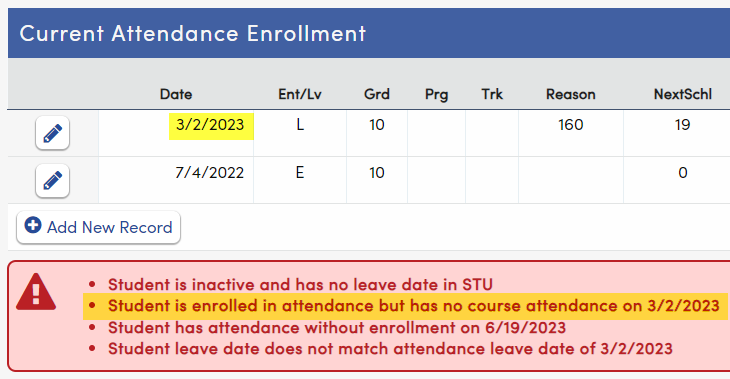 Current Attendance Enrollment
Date Ent/Lv Grd Prg Trk Reason NextSchl
3/2/2023 L 10 160 19
7/4/2022 E 10 0
Add New Record
• Student is inactive and has no leave date in STU
• Student is enrolled in attendance but has no course attendance on 3/2/2023
• Student has attendance without enrollment on 6/19/2023
• Student leave date does not match attendance leave date of 3/2/2023